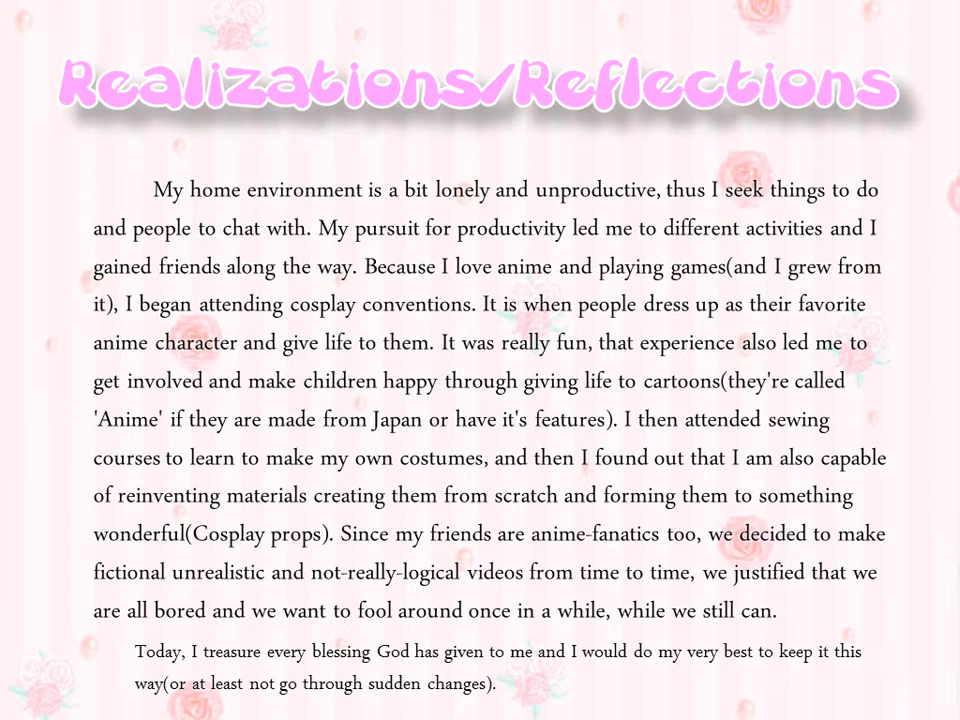 Realizations/Reflections
My home environment is a bit lonely and unproductive, thus I seek things to do
and people to chat with. My pursuit for productivity led me to different activities and I
gained friends along the way. Because I love anime and playing games(and I grew from
it), I began attending cosplay conventions. It is when people dress up as their favorite
anime character and give life to them. It was really fun, that experience also led me to
get involved and make children happy through giving life to cartoons(they're called
'Anime' if they are made from Japan or have it's features). I then attended sewing
courses to learn to make my own costumes, and then I found out that I am also capable
of reinventing materials creating them from scratch and forming them to something
wonderful(Cosplay props). Since my friends are anime-fanatics too, we decided to make
fictional unrealistic and not-really-logical videos from time to time, we justified that we
are all bored and we want to fool around once in a while, while we still can.
Today, I treasure every blessing God has given to me and I would do my very best to keep it this
way(or at least not go through sudden changes).